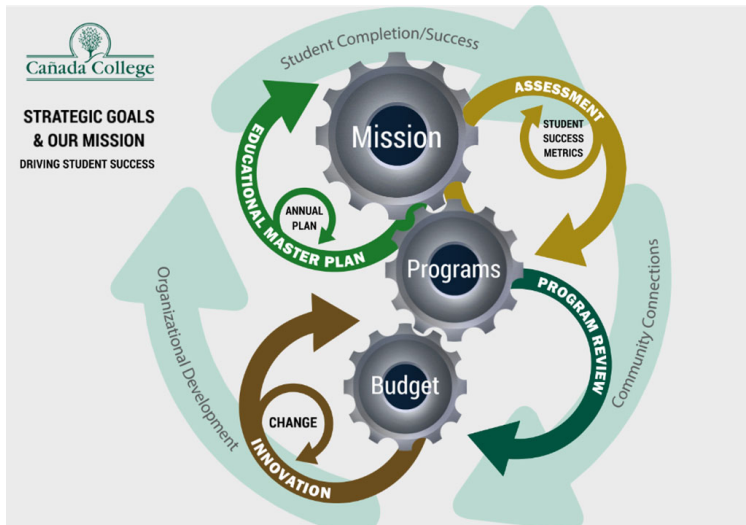 Cañada College
STRATEGIC GOALS
& OUR MISSION
DRIVING STUDENT SUCCESS
Student Completion/Success
Mission
ASSESSMENT
STUDENT
SUCCESS
METRICS
EDUCATIONAL MASTER PLAN
ANNUAL
PLAN
Programs
PROGRAM REVIEW
Community Connections
Organizational Development
Budget
CHANGE
INNOVATION